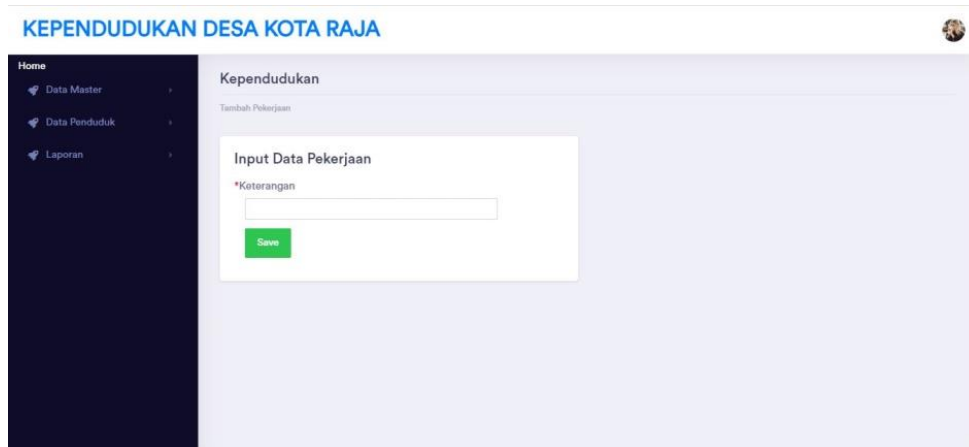 KEPENDUDUKAN DESA KOTA RAJA
Home
Data Master
Data Penduduk
Laporan
Kependudukan
Tambah Pekerjaan
Input Data Pekerjaan
*Keterangan
Save